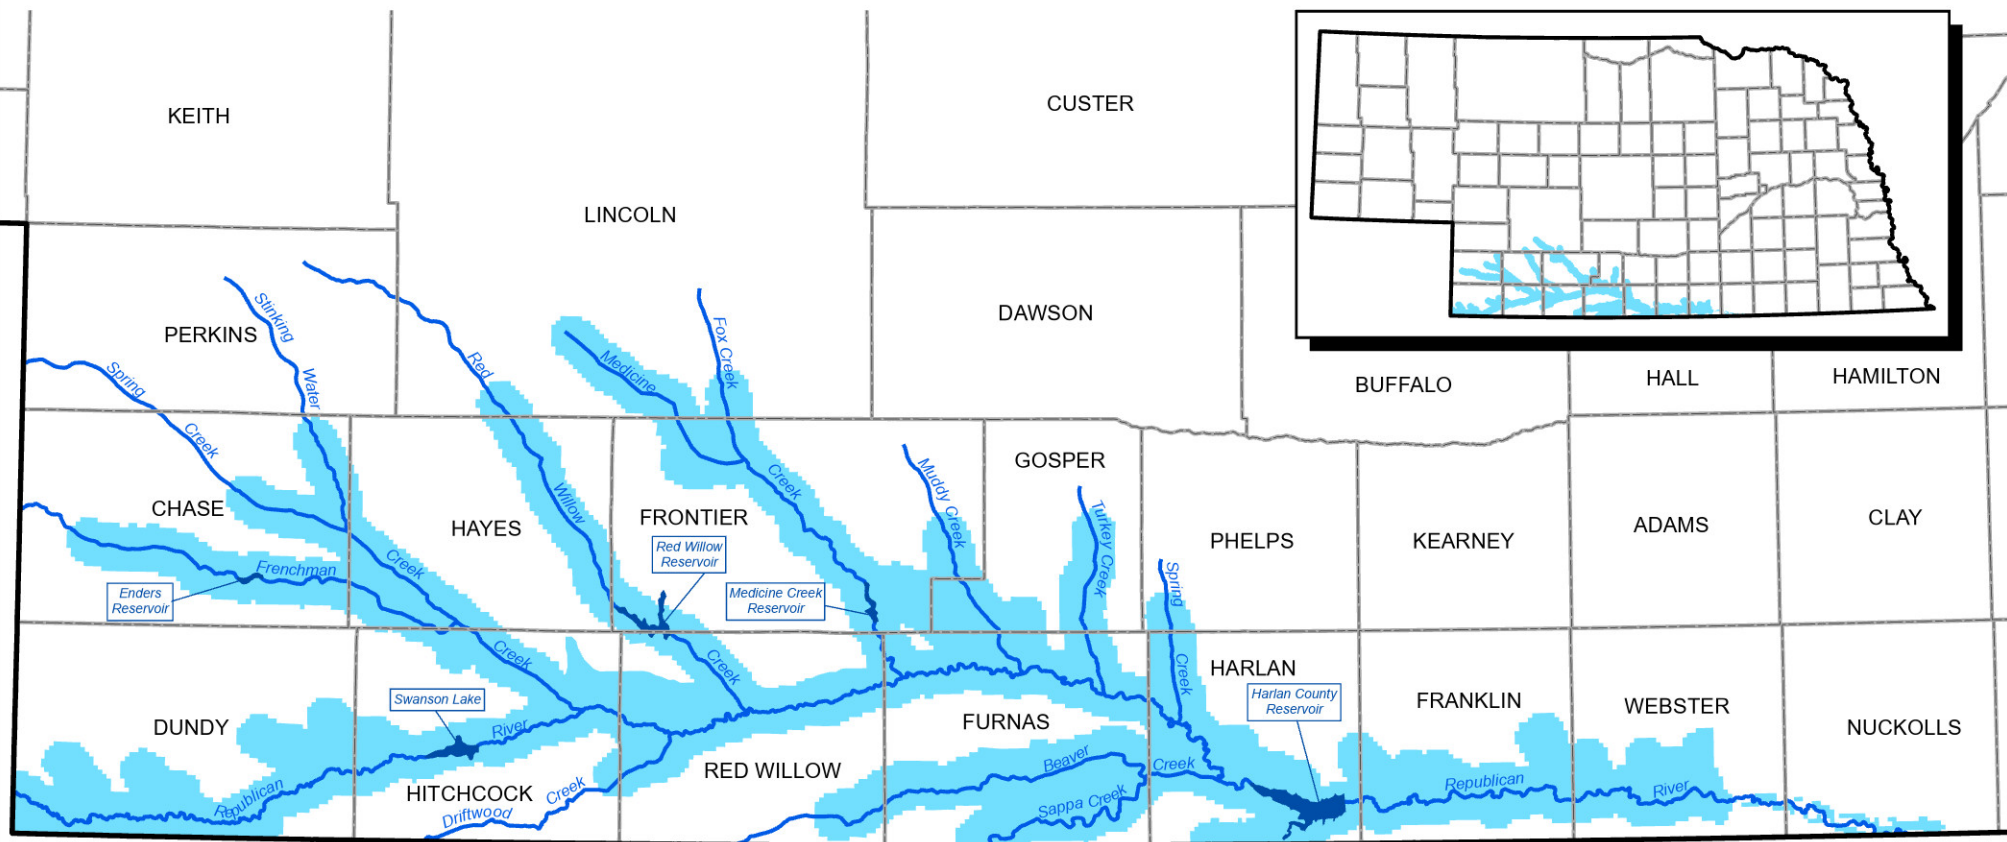 KEITH
CUSTER
LINCOLN
DAWSON
PERKINS
Stinking
Water
Spring
Creek
Red
Willow
Medicine
Fox Creek
Creek
BUFFALO
HALL
HAMILTON
CHASE
HAYES
FRONTIER
GOSPER
PHELPS
KEARNEY
ADAMS
CLAY
Muddy Creek
Turkey Creek
Spring
Creek
Frenchman
Creek
Creek
Enders
Reservoir
Red Willow
Reservoir
Medicine Creek
Reservoir
Creek
Swanson Lake
DUNDY
River
Republican
HITCHCOCK
Driftwood
Creek
RED WILLOW
FURNAS
Beaver
Creek
Sappa Creek
HARLAN
Harlan County
Reservoir
FRANKLIN
WEBSTER
NUCKOLLS
Republican
River